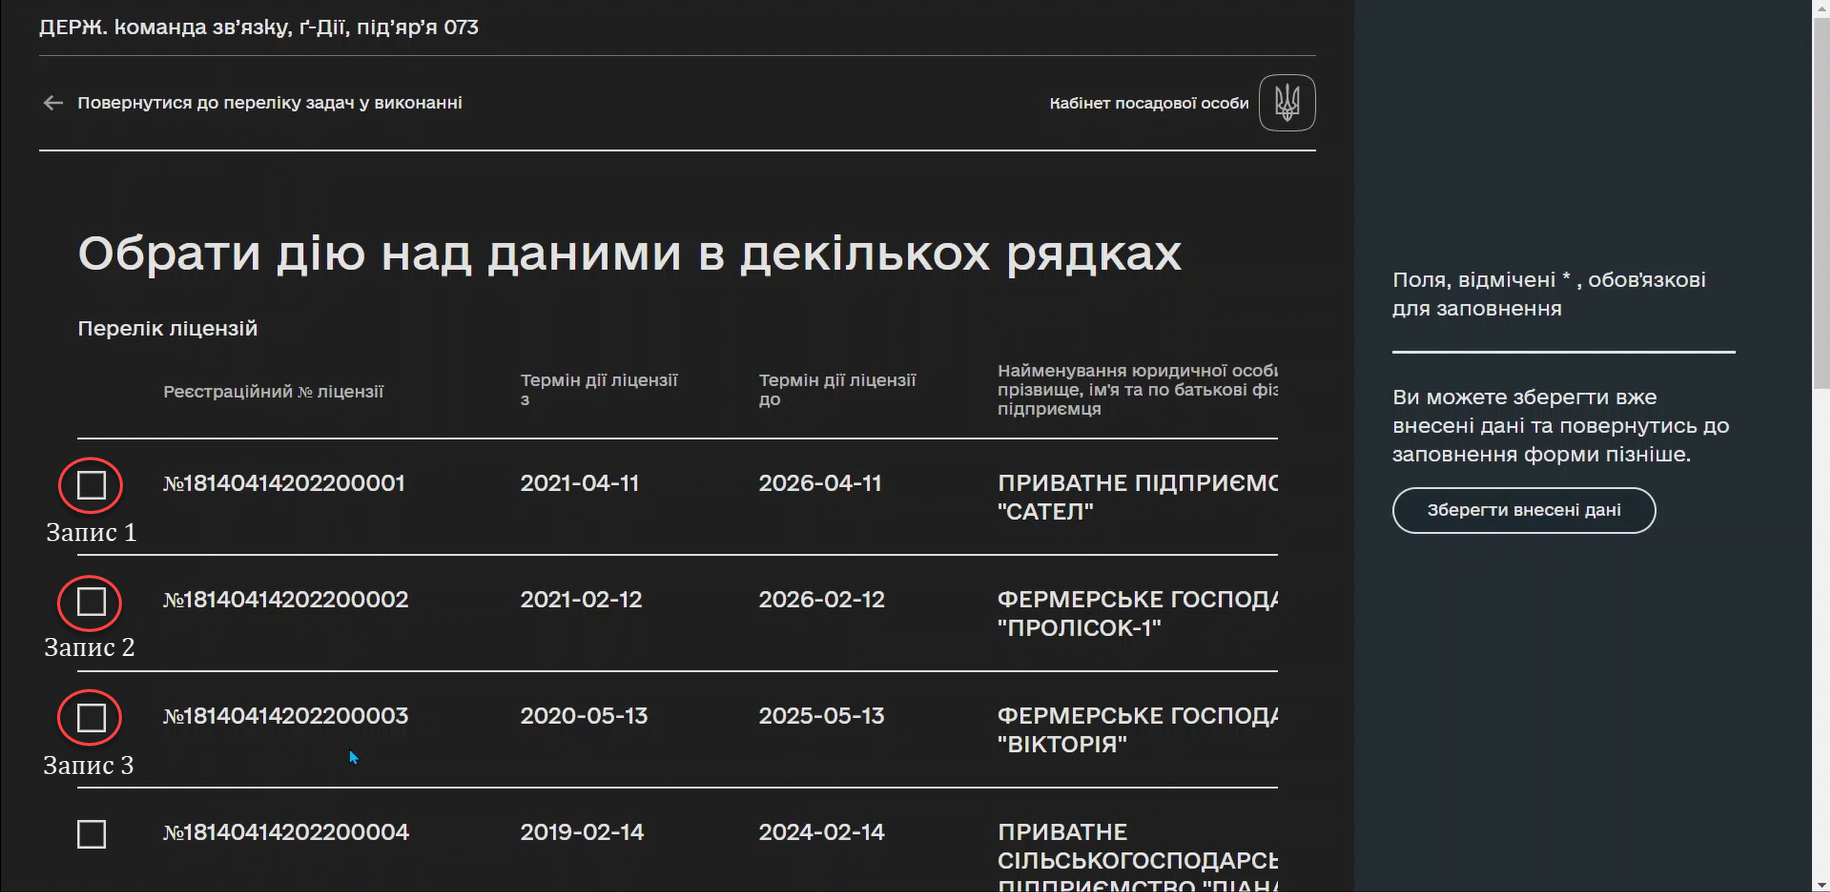 ДЕРЖ. команда зв’язку, ґ-Дії, під’яр’я 073
Повернутися до переліку задач у виконанні
Кабінет посадової особи
Обрати дію над даними в декількох рядках
Перелік ліцензій
Реєстраційний № ліцензії
Термін дії ліцензії
з
Термін дії ліцензії
до
Найменування юридичної особи
прізвище, ім'я та по батькові фіз
підприємця
№18140414202200001
2021-04-11
2026-04-11
ПРИВАТНЕ ПІДПРИЄМС
"САТЕЛ"
Запис 1
№18140414202200002
2021-02-12
2026-02-12
ФЕРМЕРСЬКЕ ГОСПОДА
"ПРОЛІСОК-1"
Запис 2
№18140414202200003
2020-05-13
2025-05-13
ФЕРМЕРСЬКЕ ГОСПОДА
"ВІКТОРІЯ"
Запис 3
№18140414202200004
2019-02-14
2024-02-14
ПРИВАТНЕ
СІЛЬСЬКОГОСПОДАРСЬ
ПІДПРИЄМСТВО
Поля, відмічені * , обов'язкові
для заповнення
Ви можете зберегти вже
внесені дані та повернутись до
заповнення форми пізніше.
Зберегти внесені дані